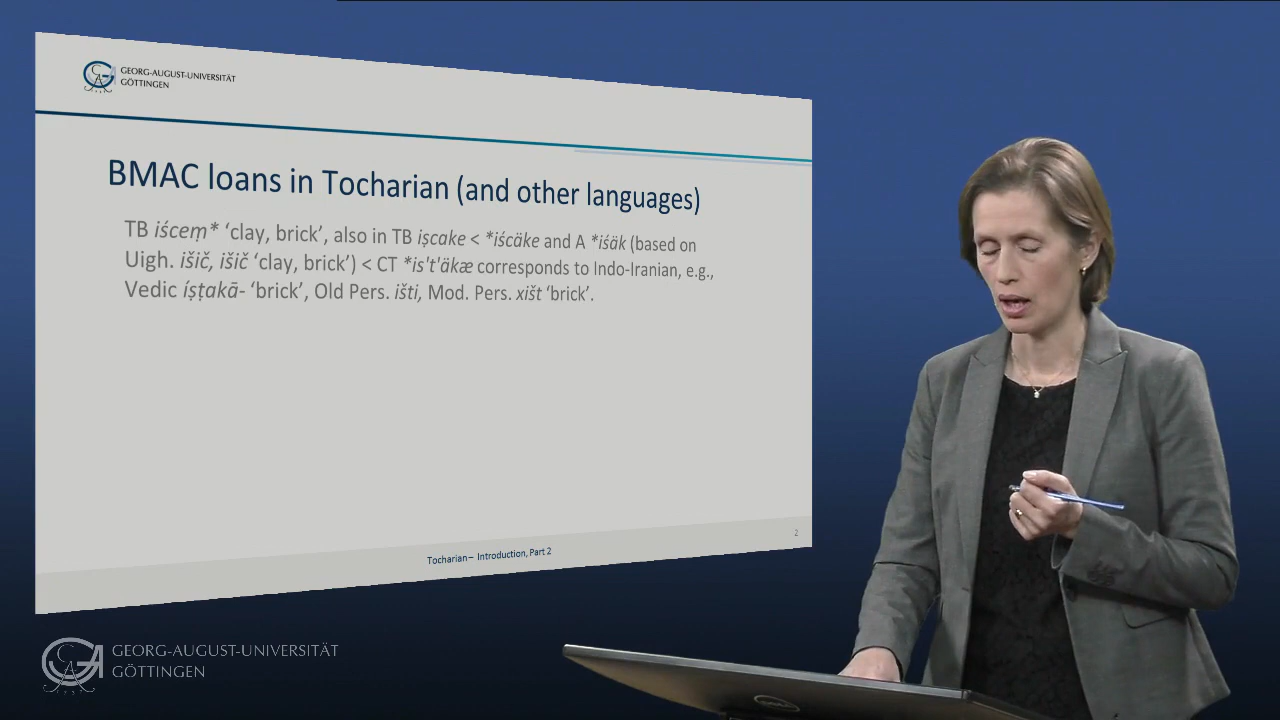 GEORG-AUGUST-UNIVERSITÄT
GÖTTINGEN
BMAC loans in Tocharian (and other languages)
TB iśceṃ* ‘clay, brick’, also in TB iṣcake < *iścäke and A *iśäk (based on
Uigh. išič, išič ‘clay, brick’) < CT *is't'äkæ corresponds to Indo-Iranian, e.g.,
Vedic íṣṭakā- ‘brick’, Old Pers. išti, Mod. Pers. xišt ‘brick’.
2
Tocharian – Introduction, Part 2
GEORG-AUGUST-UNIVERSITÄT
GÖTTINGEN